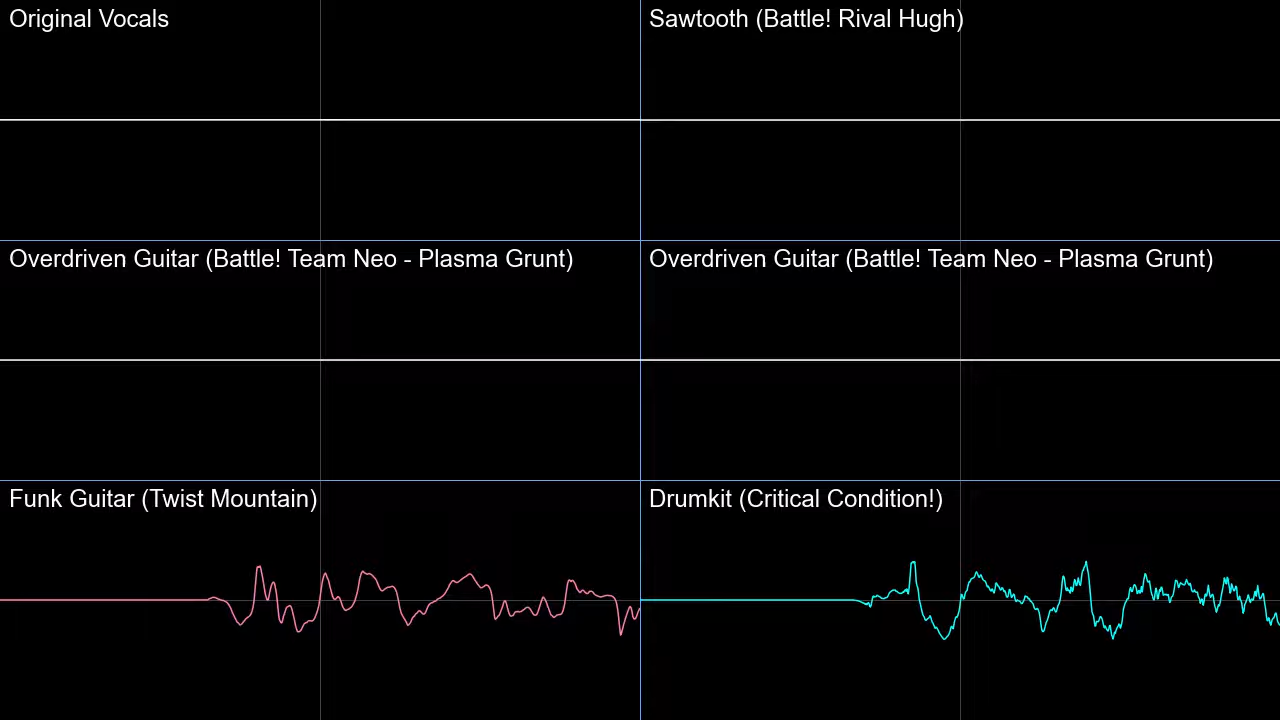 Original Vocals
Sawtooth (Battle! Rival Hugh)
Overdriven Guitar (Battle! Team Neo - Plasma Grunt)
Overdriven Guitar (Battle! Team Neo - Plasma Grunt)
Funk Guitar (Twist Mountain)
Drumkit (Critical Condition!)